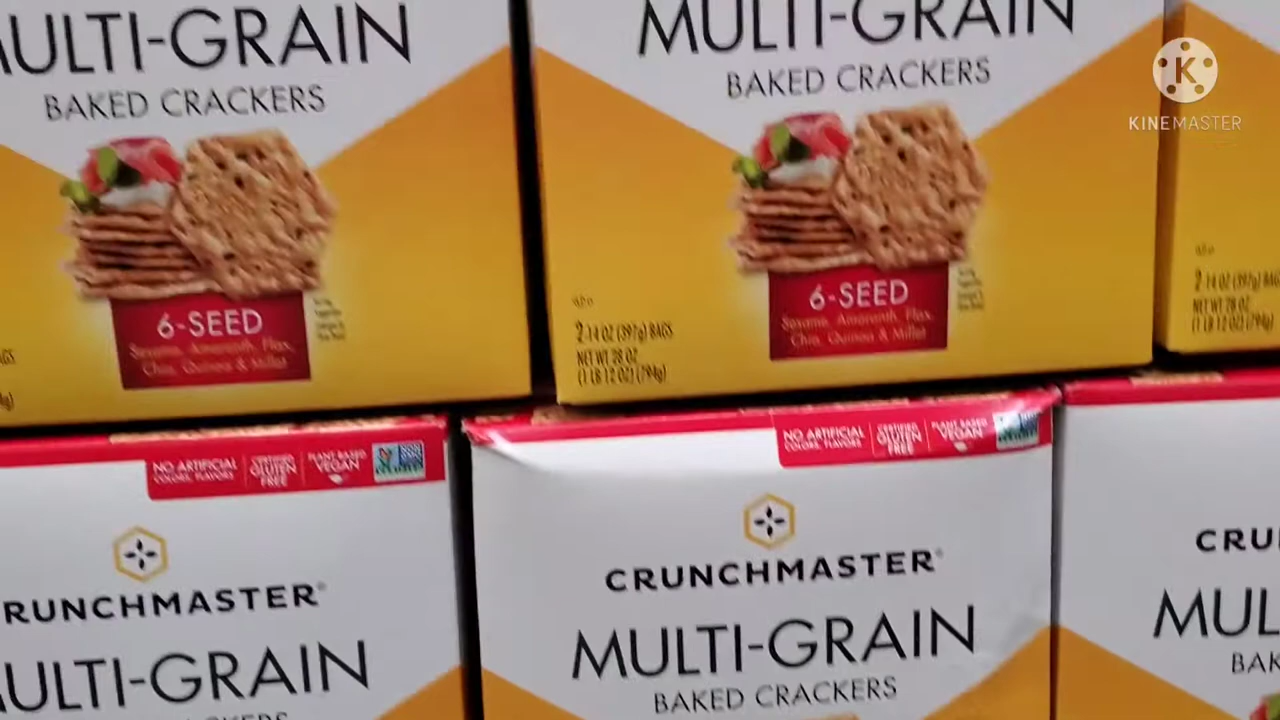 MULTI-GRAIN
BAKED CRACKERS
6-SEED
Sesame, Amaranth, Flax,
Chia, Quinoa & Millet
MULTI-GRAIN
BAKED CRACKERS
6-SEED
Sesame, Amaranth, Flax,
Chia, Quinoa & Millet
2-14 OZ (397g) BAGS
NET WT 28 OZ
(1 LB 12 OZ) (794g)
2-14 OZ (397g) BAG
NET WT 28 OZ
(1 LB 12 OZ) (794g)
KINEMASTER
NO ARTIFICIAL
COLORS, FLAVORS
CERTIFIED
GLUTEN
FREE
PLANT BASED
VEGAN
RUNCHMASTER®
ULTI-GRAIN
NO ARTIFICIAL
COLORS, FLAVORS
CERTIFIED
GLUTEN
FREE
PLANT BASED
VEGAN
CRUNCHMASTER®
MULTI-GRAIN
BAKED CRACKERS
CRU
MUL
BAK